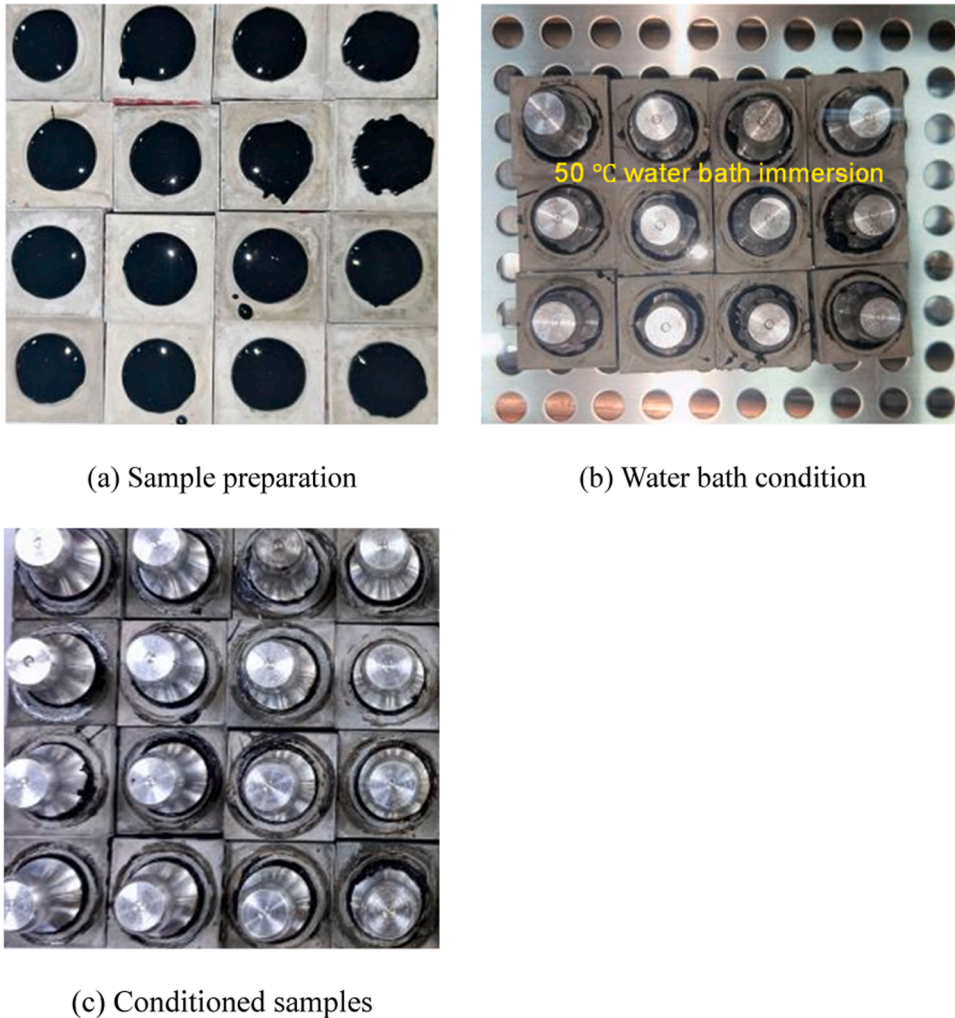 50 ℃ water bath immersion
(a) Sample preparation
(b) Water bath condition
(c) Conditioned samples